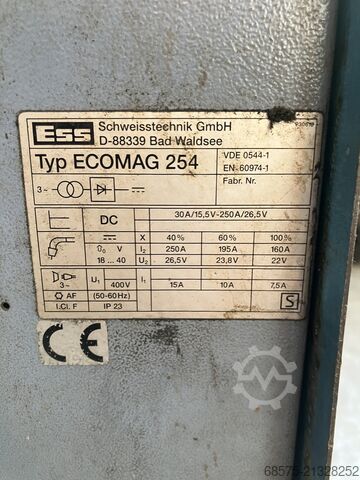 ESS Schweisstechnik GmbH
D-88339 Bad Waldsee
Typ ECOMAG 254
VDE 0544-1
EN 60974-1
Fabr. Nr.
3~
DC 30A/15,5V-250A/26,5V
X 40% 60% 100%
U₀ V I₂ 250A 195A 160A
18 ... 40 U₂ 26,5V 23,8V 22V
3~ U₁ 400V I₁ 15A 10A 7,5A
AF (50-60Hz)
I.Cl. F IP 23
S
CE
Machineseeker
68575-21328252